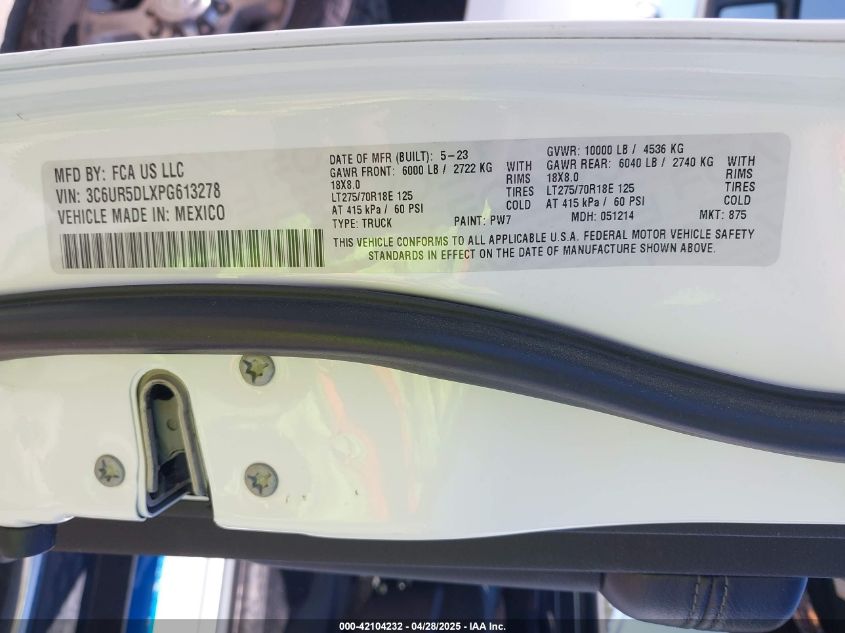 MFD BY: FCA US LLC
VIN: 3C6UR5DLXPG613278
VEHICLE MADE IN: MEXICO
DATE OF MFR (BUILT): 5-23
GAWR FRONT: 6000 LB / 2722 KG WITH
18X8.0 RIMS
LT275/70R18E 125 TIRES
AT 415 kPa / 60 PSI COLD
TYPE: TRUCK PAINT: PW7
GVWR: 10000 LB / 4536 KG
GAWR REAR: 6040 LB / 2740 KG WITH
18X8.0 RIMS
LT275/70R18E 125 TIRES
AT 415 kPa / 60 PSI COLD
MDH: 051214 MKT: 875
THIS VEHICLE CONFORMS TO ALL APPLICABLE U.S.A. FEDERAL MOTOR VEHICLE SAFETY
STANDARDS IN EFFECT ON THE DATE OF MANUFACTURE SHOWN ABOVE.
000-42104232 - 04/28/2025 - IAA Inc.